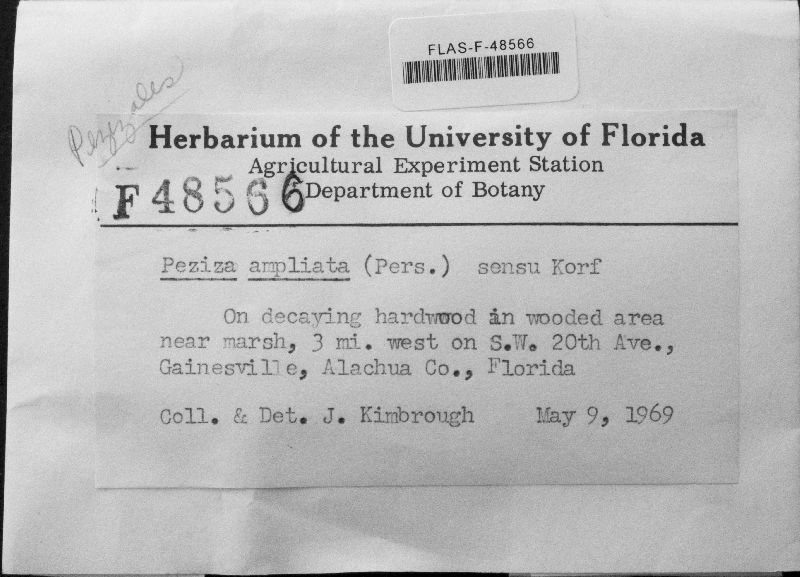 FLAS-F-48566
Pezizales
Herbarium of the University of Florida
Agricultural Experiment Station
F 48566 Department of Botany
Peziza ampliata (Pers.) sensu Korf
On decaying hardwood in wooded area
near marsh, 3 mi. west on S.W. 20th Ave.,
Gainesville, Alachua Co., Florida
Coll. & Det. J. Kimbrough May 9, 1969